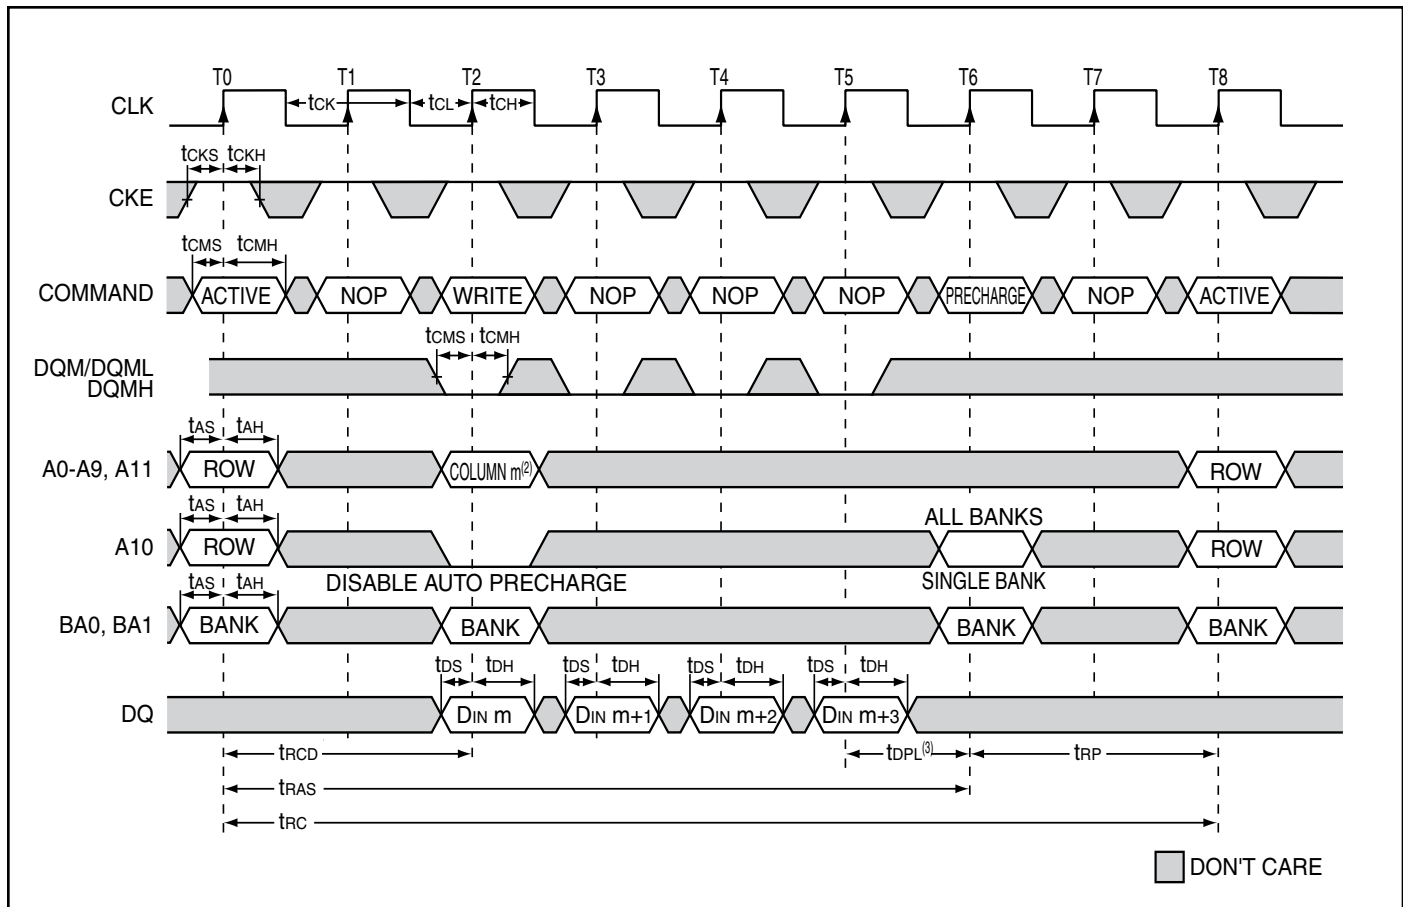 T0 T1 T2 T3 T4 T5 T6 T7 T8
CLK tCK tCL tCH
tCKS tCKH
CKE
tCMS tCMH
COMMAND ACTIVE NOP WRITE NOP NOP NOP PRECHARGE NOP ACTIVE
tCMS tCMH
DQM/DQML
DQMH
tAS tAH
A0-A9, A11 ROW COLUMN m(2) ROW
tAS tAH ALL BANKS
A10 ROW ROW
tAS tAH DISABLE AUTO PRECHARGE SINGLE BANK
BA0, BA1 BANK BANK BANK BANK
tDS tDH tDS tDH tDS tDH tDS tDH
DQ DIN m DIN m+1 DIN m+2 DIN m+3
tRCD tDPL(3) tRP
tRAS
tRC
DON'T CARE